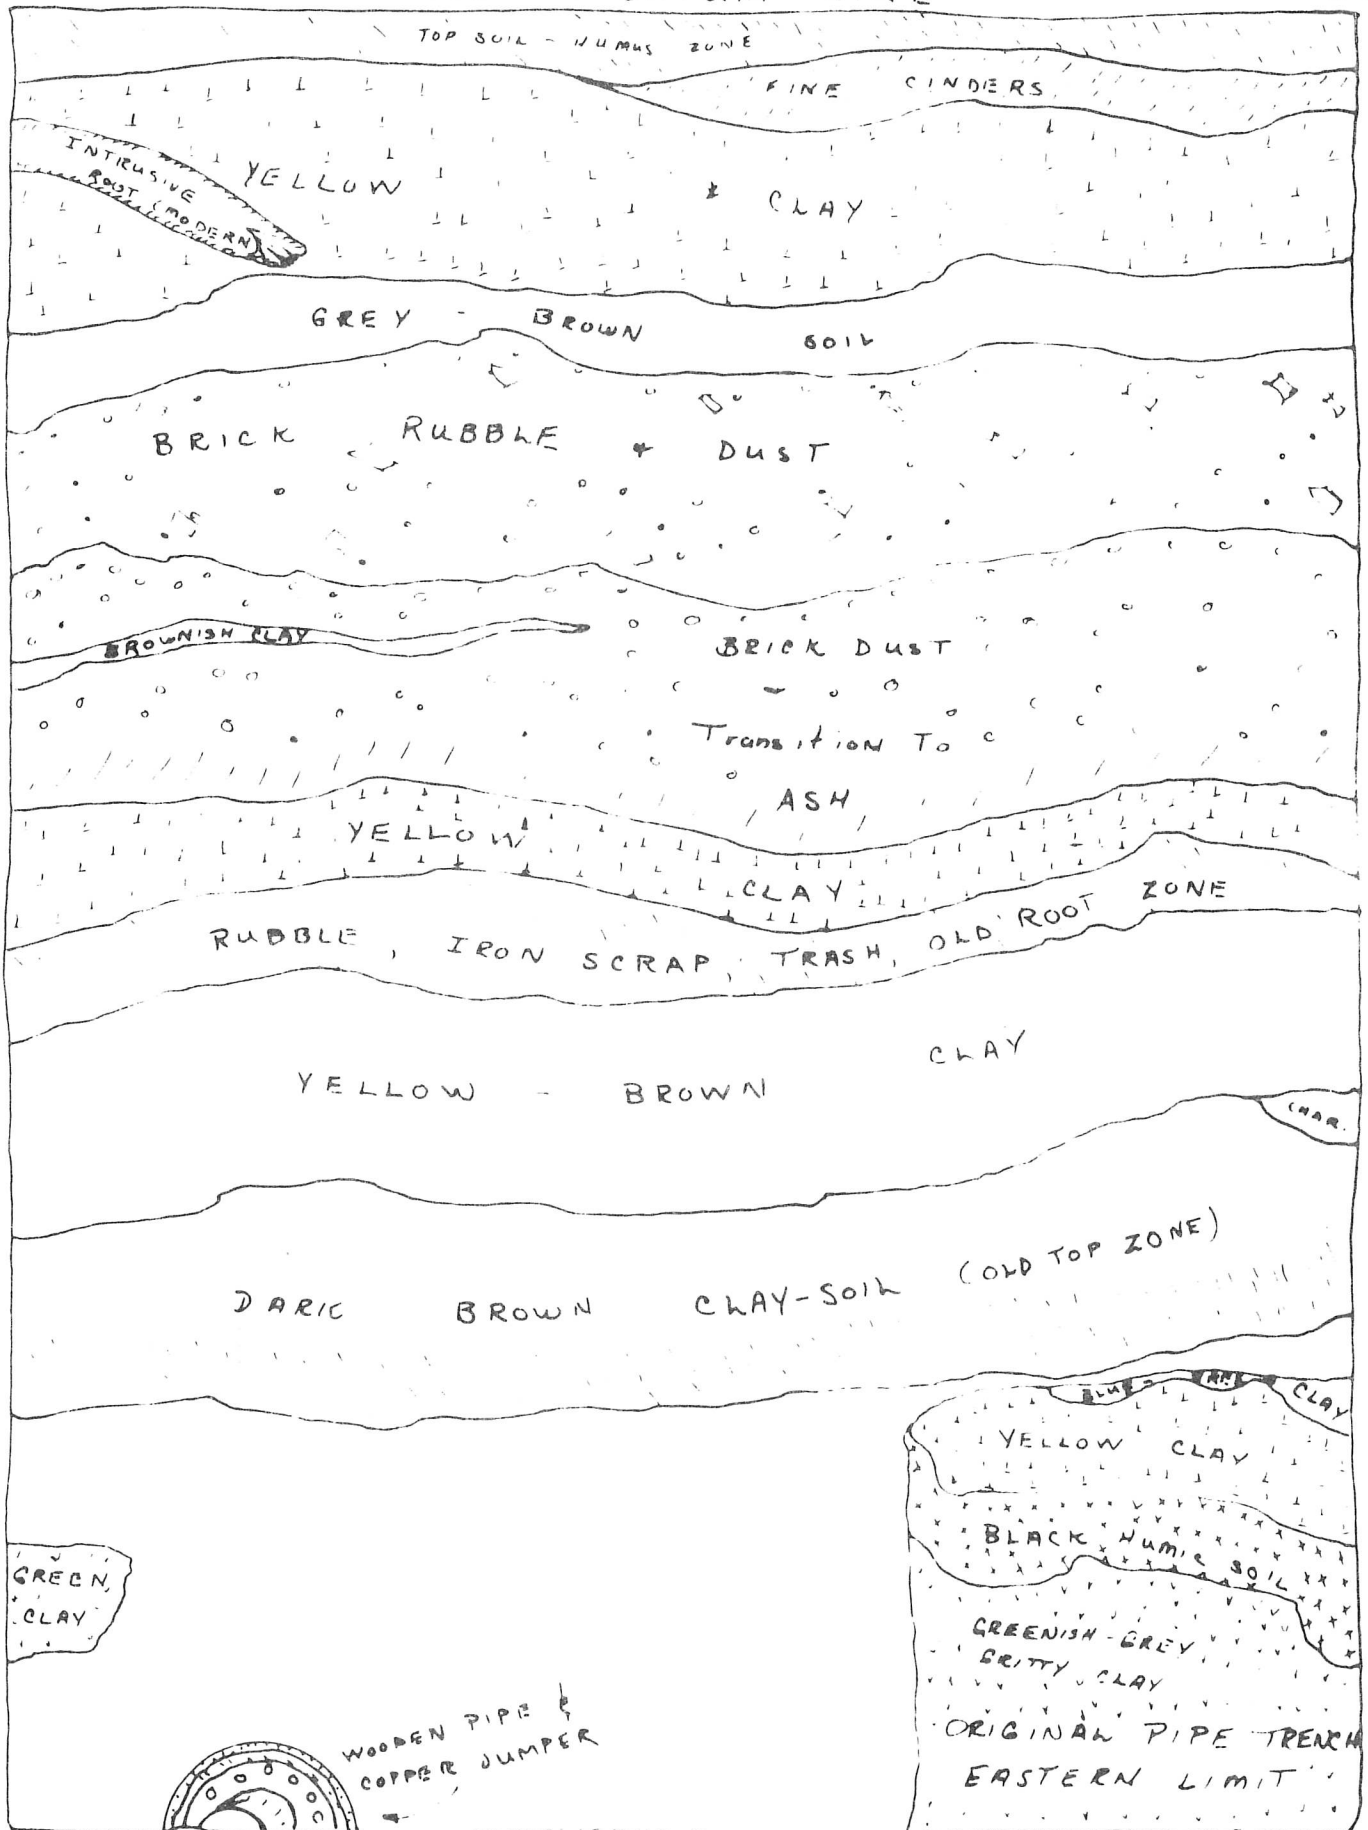 TOP SOIL - HUMUS ZONE
FINE CINDERS
INTRUSIVE
ROOT (MODERN)
YELLOW CLAY
GREY - BROWN SOIL
BRICK RUBBLE + DUST
BROWNISH CLAY
BRICK DUST
Transition To
ASH
YELLOW CLAY
RUBBLE, IRON SCRAP, TRASH, OLD ROOT ZONE
YELLOW - BROWN CLAY
CHAR.
DARK BROWN CLAY-SOIL (OLD TOP ZONE)
BLUE CLAY
YELLOW CLAY
BLACK HUMIC SOIL
GREEN
CLAY
GREENISH-GREY
GRITTY CLAY
ORIGINAL PIPE TRENCH
EASTERN LIMIT
WOODEN PIPE &
COPPER JUMPER